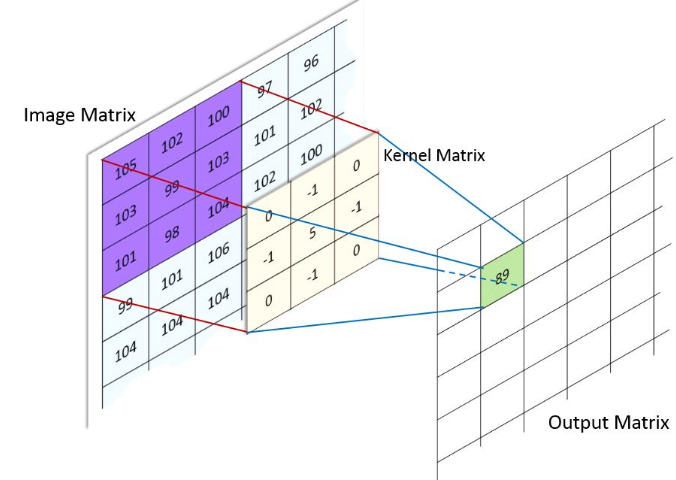 Image Matrix
105 102 100 97 96
103 99 103 101 102
101 98 104 102 100
99 101 106
104 104 104
Kernel Matrix
0 -1 0
-1 5 -1
0 -1 0
89
Output Matrix